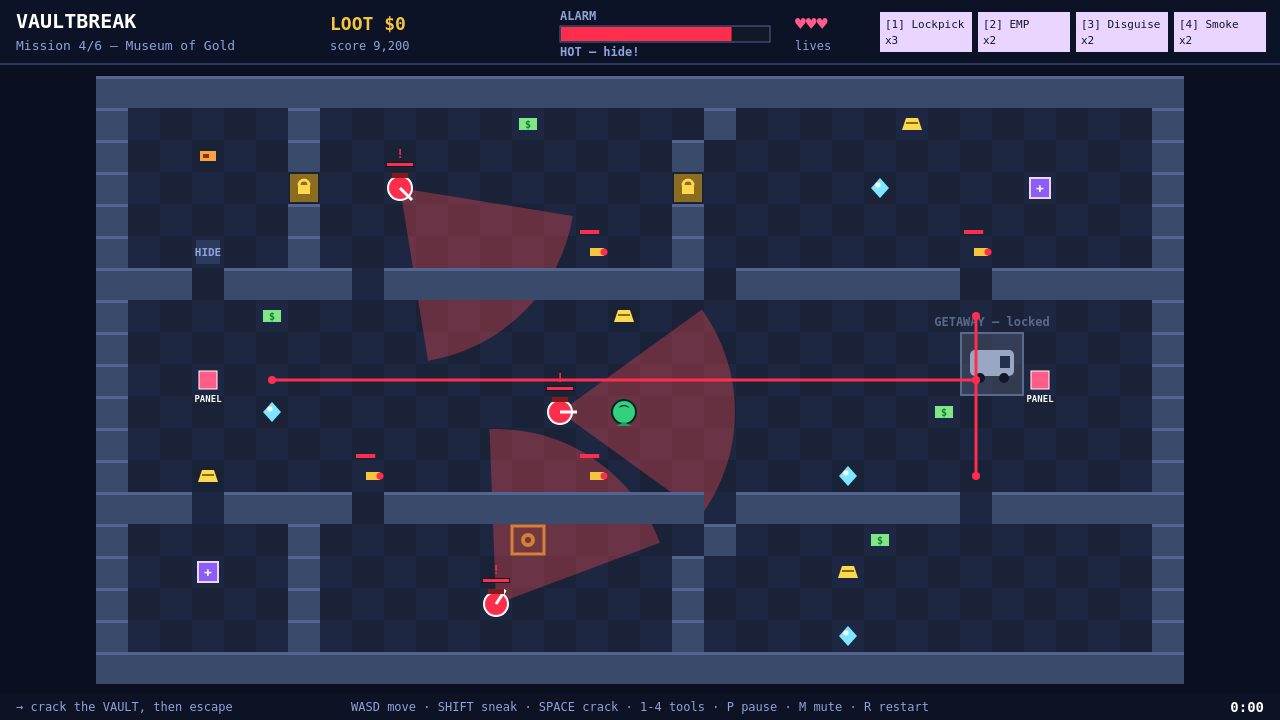 VAULTBREAK
Mission 4/6 — Museum of Gold
LOOT $0
score 9,200
ALARM
HOT — hide!
♥♥♥
lives
[1] Lockpick
x3
[2] EMP
x2
[3] Disguise
x2
[4] Smoke
x2
$
!
+
HIDE
$
GETAWAY — locked
!
PANEL
PANEL
$
$
!
+
→ crack the VAULT, then escape
WASD move · SHIFT sneak · SPACE crack · 1-4 tools · P pause · M mute · R restart
0:00